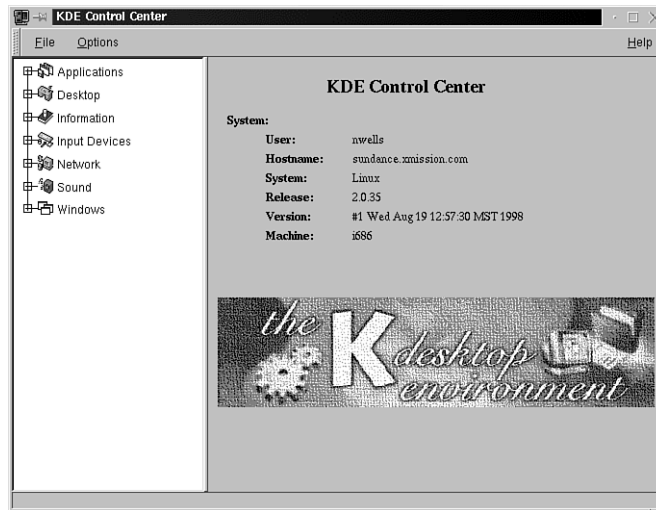 KDE Control Center
File Options Help
Applications
Desktop
Information
Input Devices
Network
Sound
Windows
KDE Control Center
System:
User: nwells
Hostname: sundance.xmission.com
System: Linux
Release: 2.0.35
Version: #1 Wed Aug 19 12:57:30 MST 1998
Machine: i686
the K desktop
environment